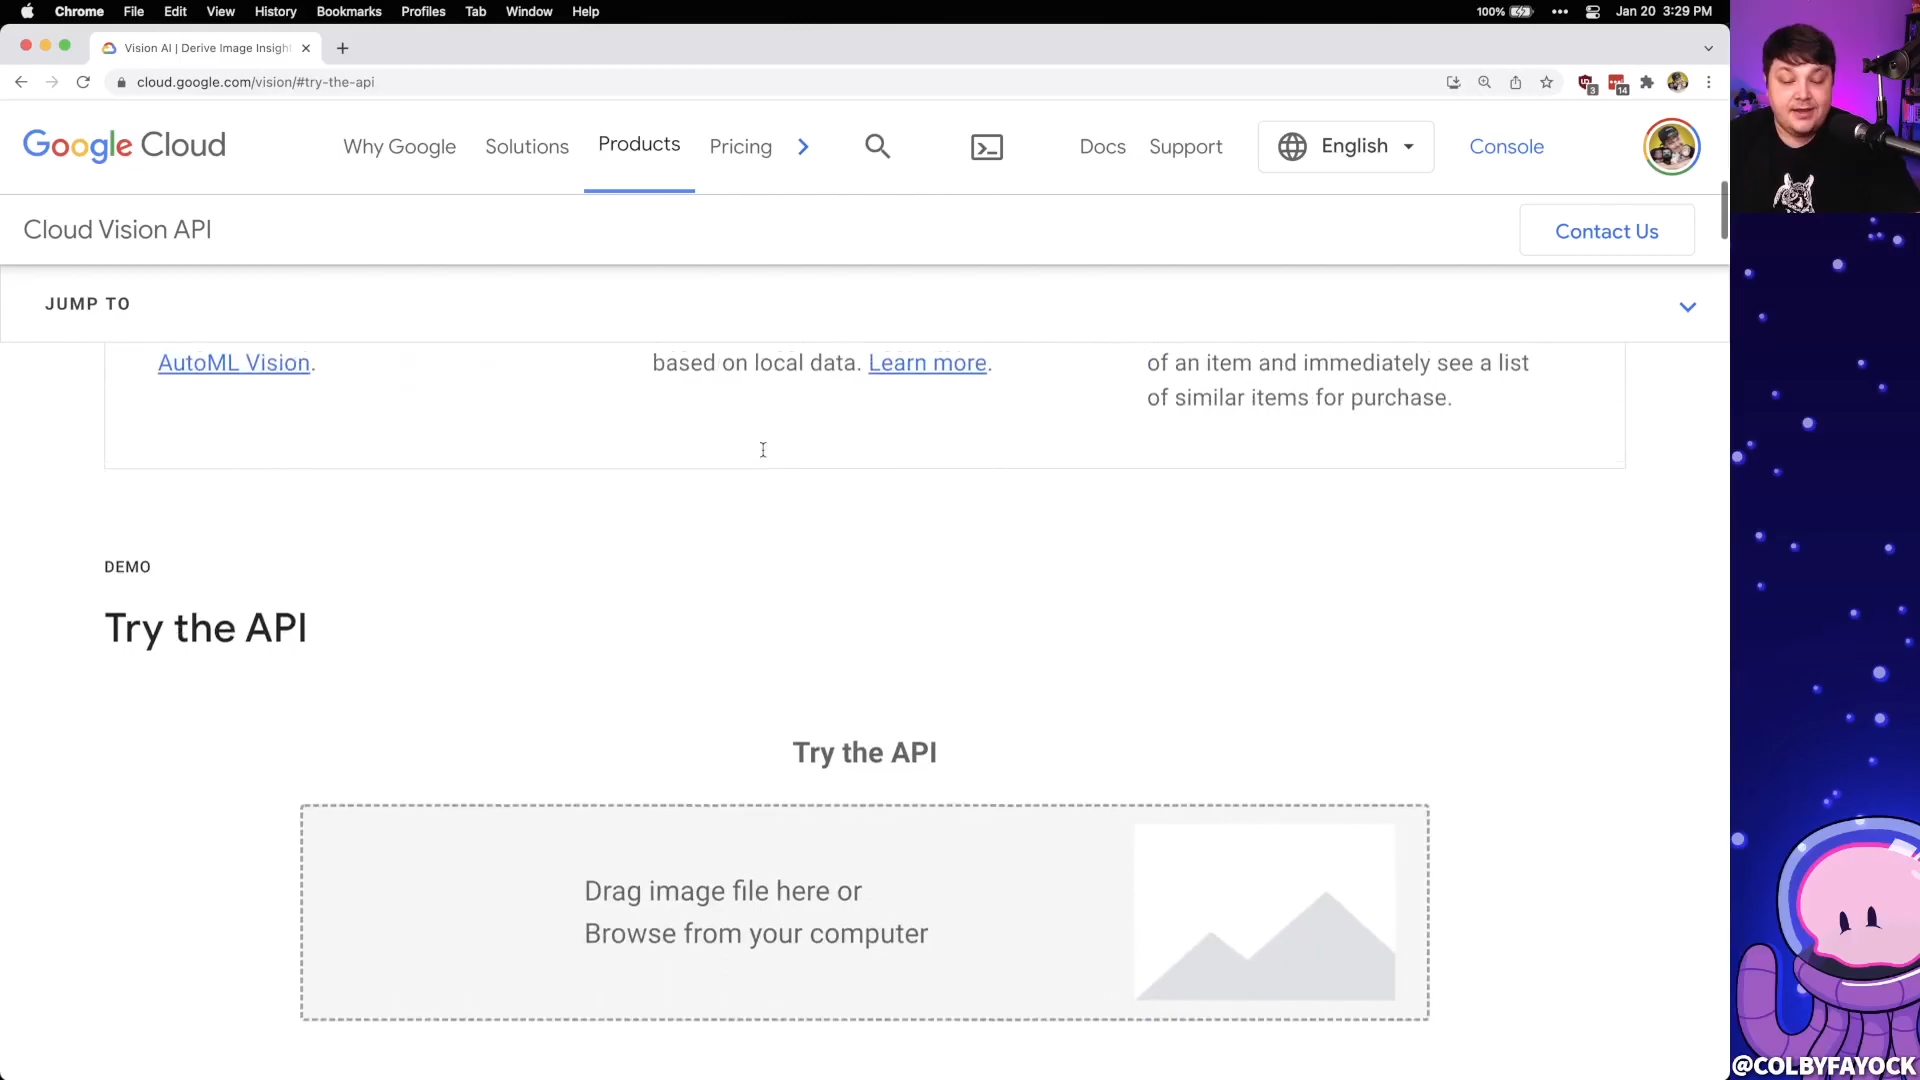 Chrome File Edit View History Bookmarks Profiles Tab Window Help
100% Jan 20 3:29 PM
Vision AI | Derive Image Insight
cloud.google.com/vision/#try-the-api
3
14
Google Cloud
Why Google Solutions Products Pricing
Docs Support English Console
Cloud Vision API
Contact Us
JUMP TO
AutoML Vision.
based on local data. Learn more.
of an item and immediately see a list
of similar items for purchase.
DEMO
Try the API
Try the API
Drag image file here or
Browse from your computer
@COLBYFAYOCK